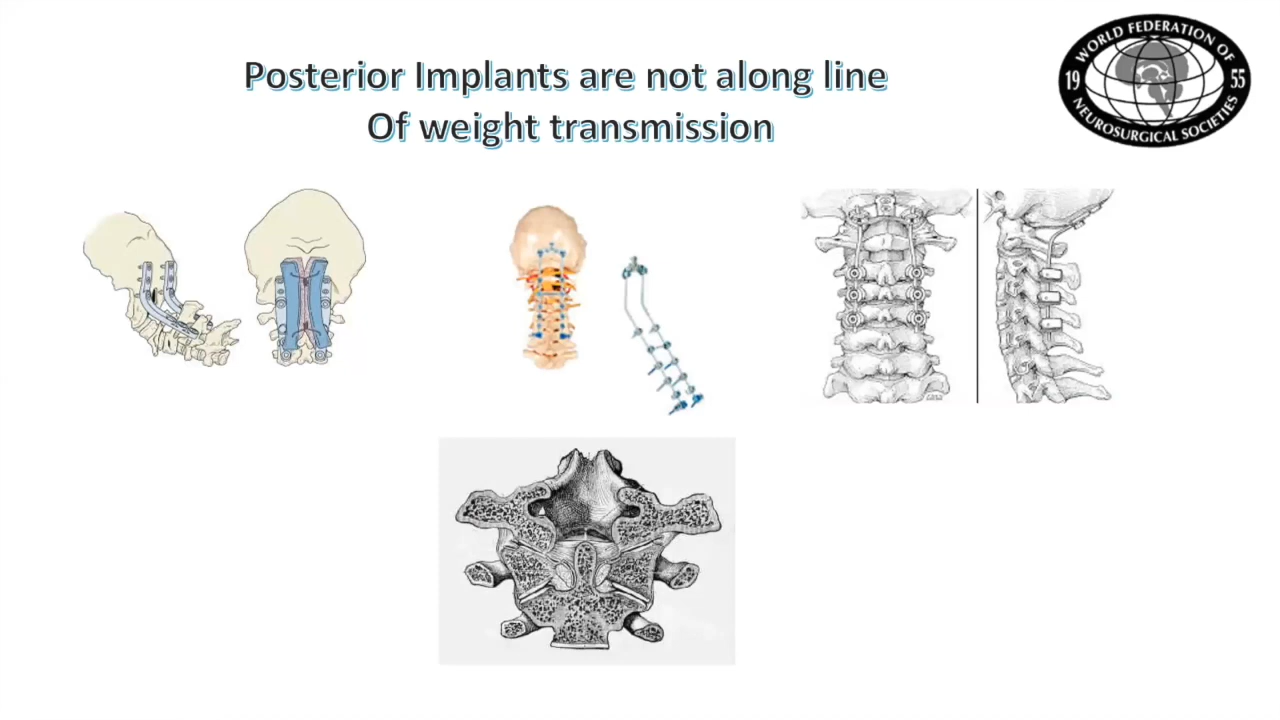 Posterior Implants are not along line
Of weight transmission
WORLD FEDERATION OF
19 55
NEUROSURGICAL SOCIETIES